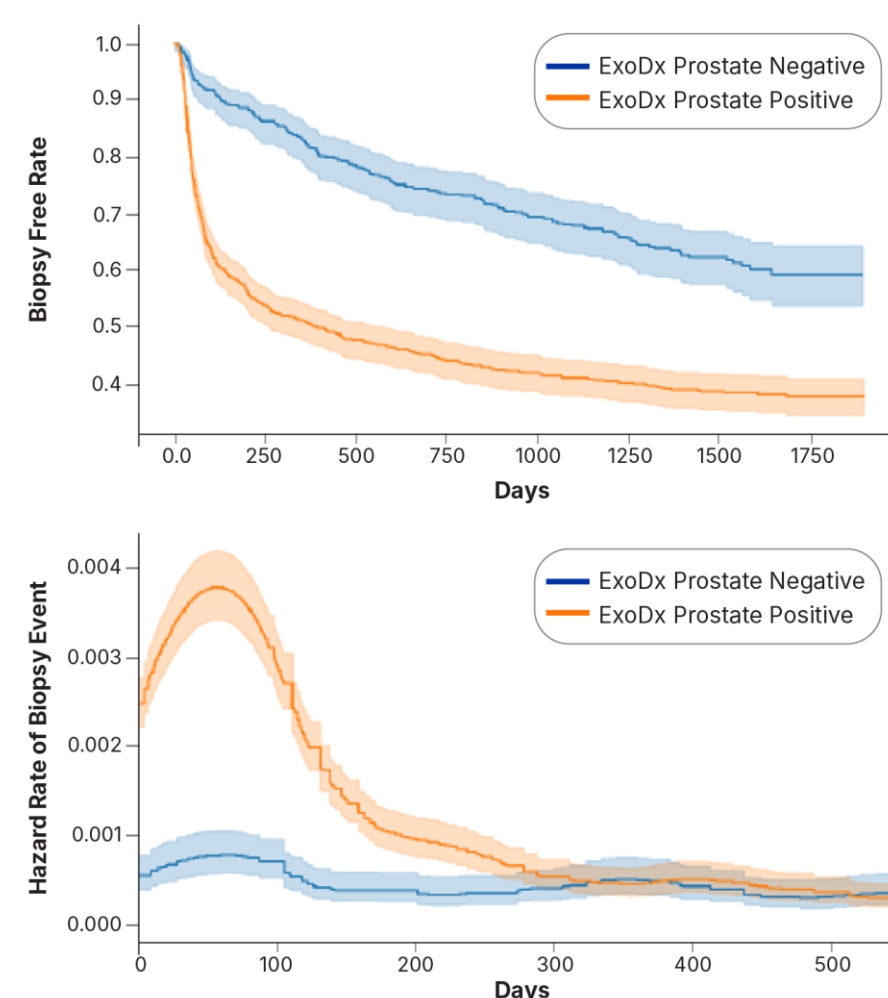 1.0
0.9
0.8
0.7
0.6
0.5
0.4
Biopsy Free Rate
ExoDx Prostate Negative
ExoDx Prostate Positive
0.0 250 500 750 1000 1250 1500 1750
Days
0.004
0.003
0.002
0.001
0.000
Hazard Rate of Biopsy Event
ExoDx Prostate Negative
ExoDx Prostate Positive
0 100 200 300 400 500
Days